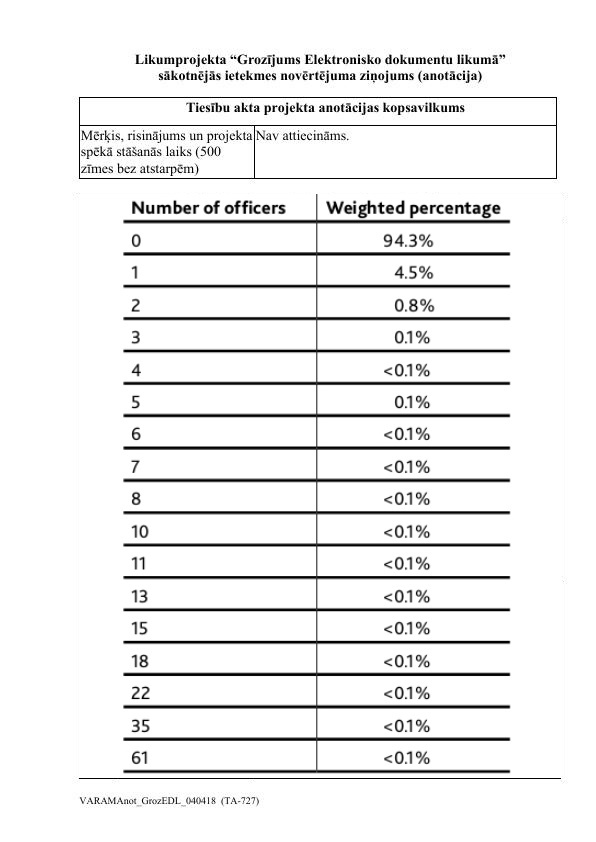 Likumprojekta “Grozījums Elektronisko dokumentu likumā”
sākotnējās ietekmes novērtējuma ziņojums (anotācija)
Tiesību akta projekta anotācijas kopsavilkums
Mērķis, risinājums un projekta Nav attiecināms.
spēkā stāšanās laiks (500
zīmes bez atstarpēm)
Number of officers Weighted percentage
0 94.3%
1 4.5%
2 0.8%
3 0.1%
4 <0.1%
5 0.1%
6 <0.1%
7 <0.1%
8 <0.1%
10 <0.1%
11 <0.1%
13 <0.1%
15 <0.1%
18 <0.1%
22 <0.1%
35 <0.1%
61 <0.1%
VARAMAnot_GrozEDL_040418 (TA-727)